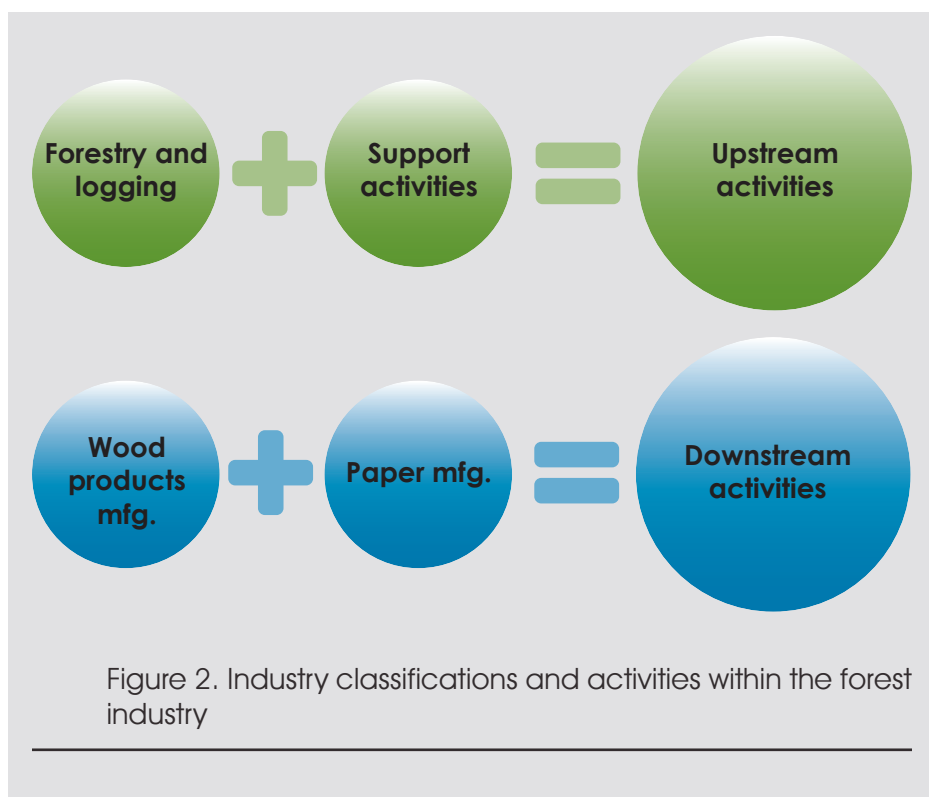 Forestry and
logging
Support
activities
Upstream
activities
Wood
products
mfg.
Paper mfg.
Downstream
activities
Figure 2. Industry classifications and activities within the forest
industry